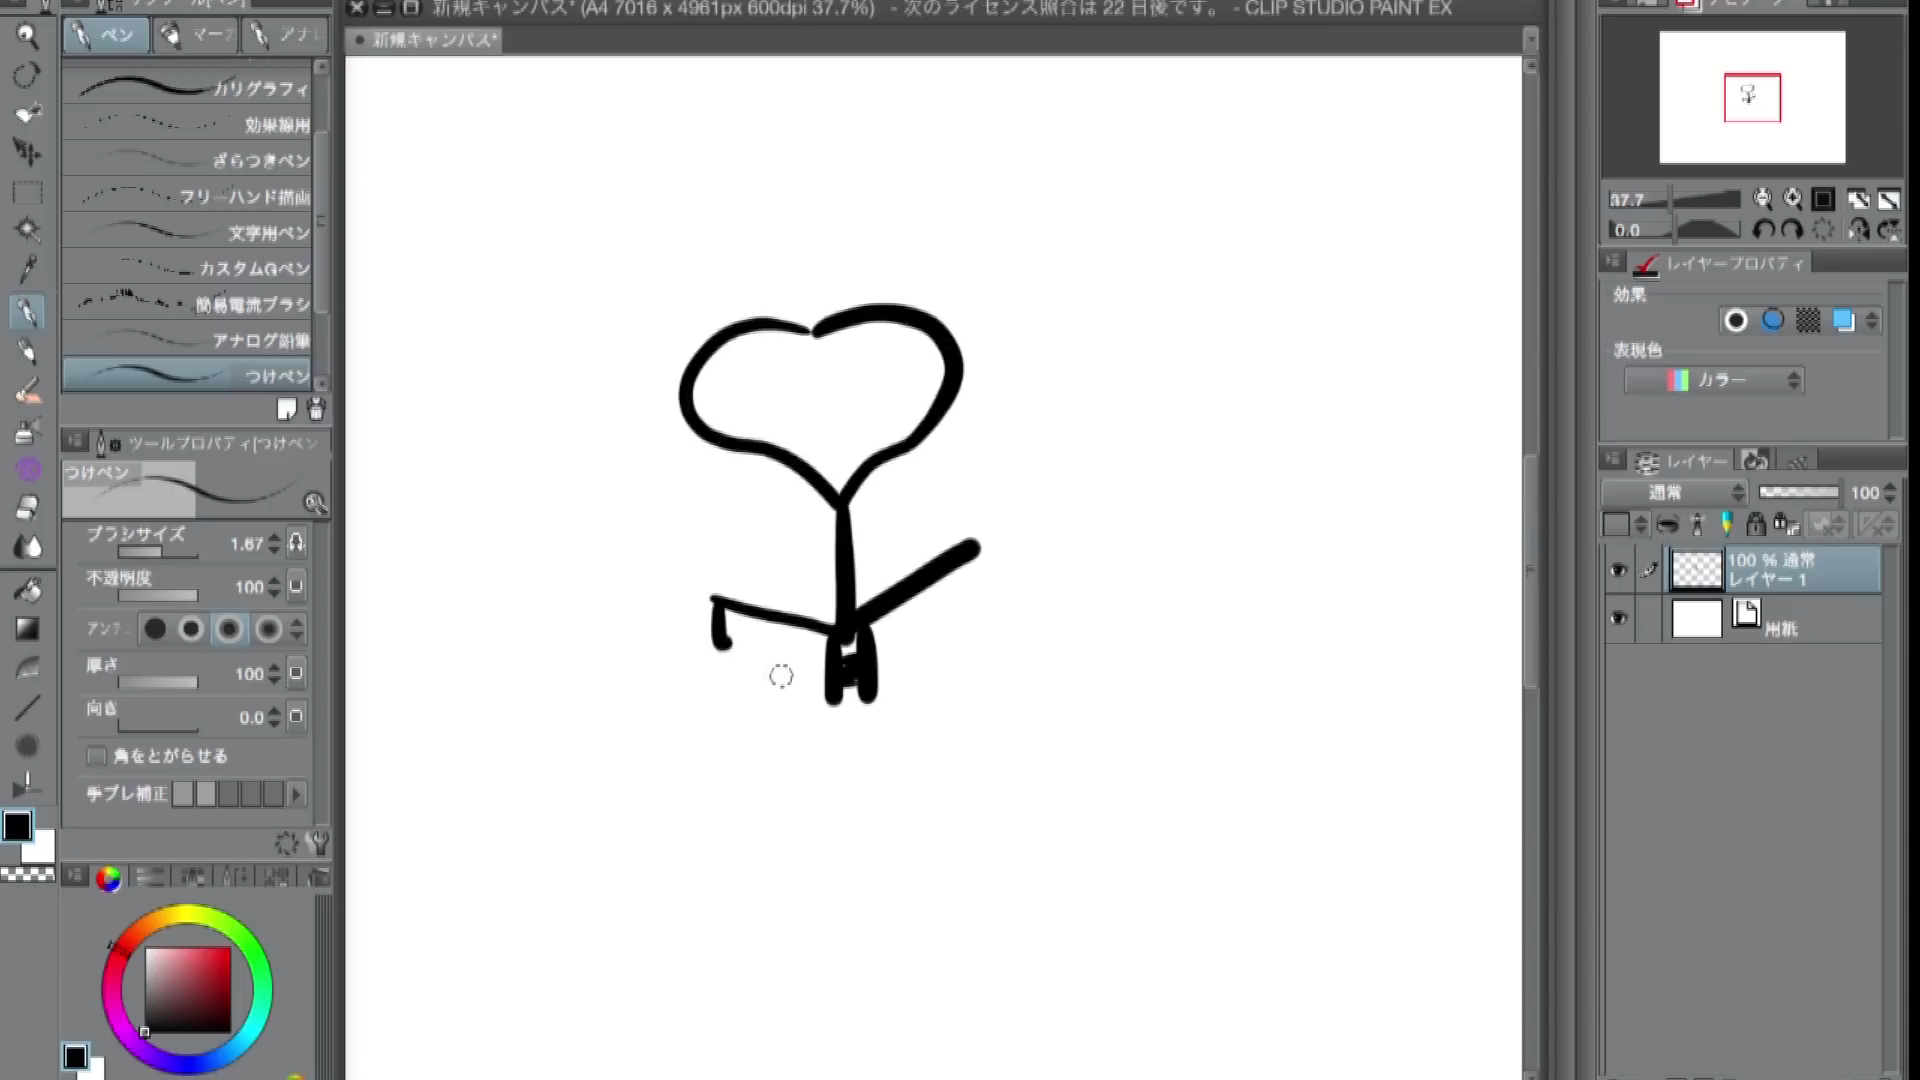 新規キャンバス* (A4 7016 x 4961px 600dpi 37.7%) - 次のライセンス照合は 22 日後です。 - CLIP STUDIO PAINT EX
ペン
マー
アナ
新規キャンバス*
カリグラフィ
効果線用
ざらつきペン
フリーハンド描画
文字用ペン
カスタムGペン
簡易電流ブラシ
アナログ鉛筆
つけペン
ツールプロパティ[つけペン
つけペン
ブラシサイズ 1.67
不透明度 100
アンチ
厚さ 100
向き 0.0
角をとがらせる
手ブレ補正
37.7
0.0
レイヤープロパティ
効果
表現色
カラー
レイヤー
通常 100
100 % 通常
レイヤー 1
用紙